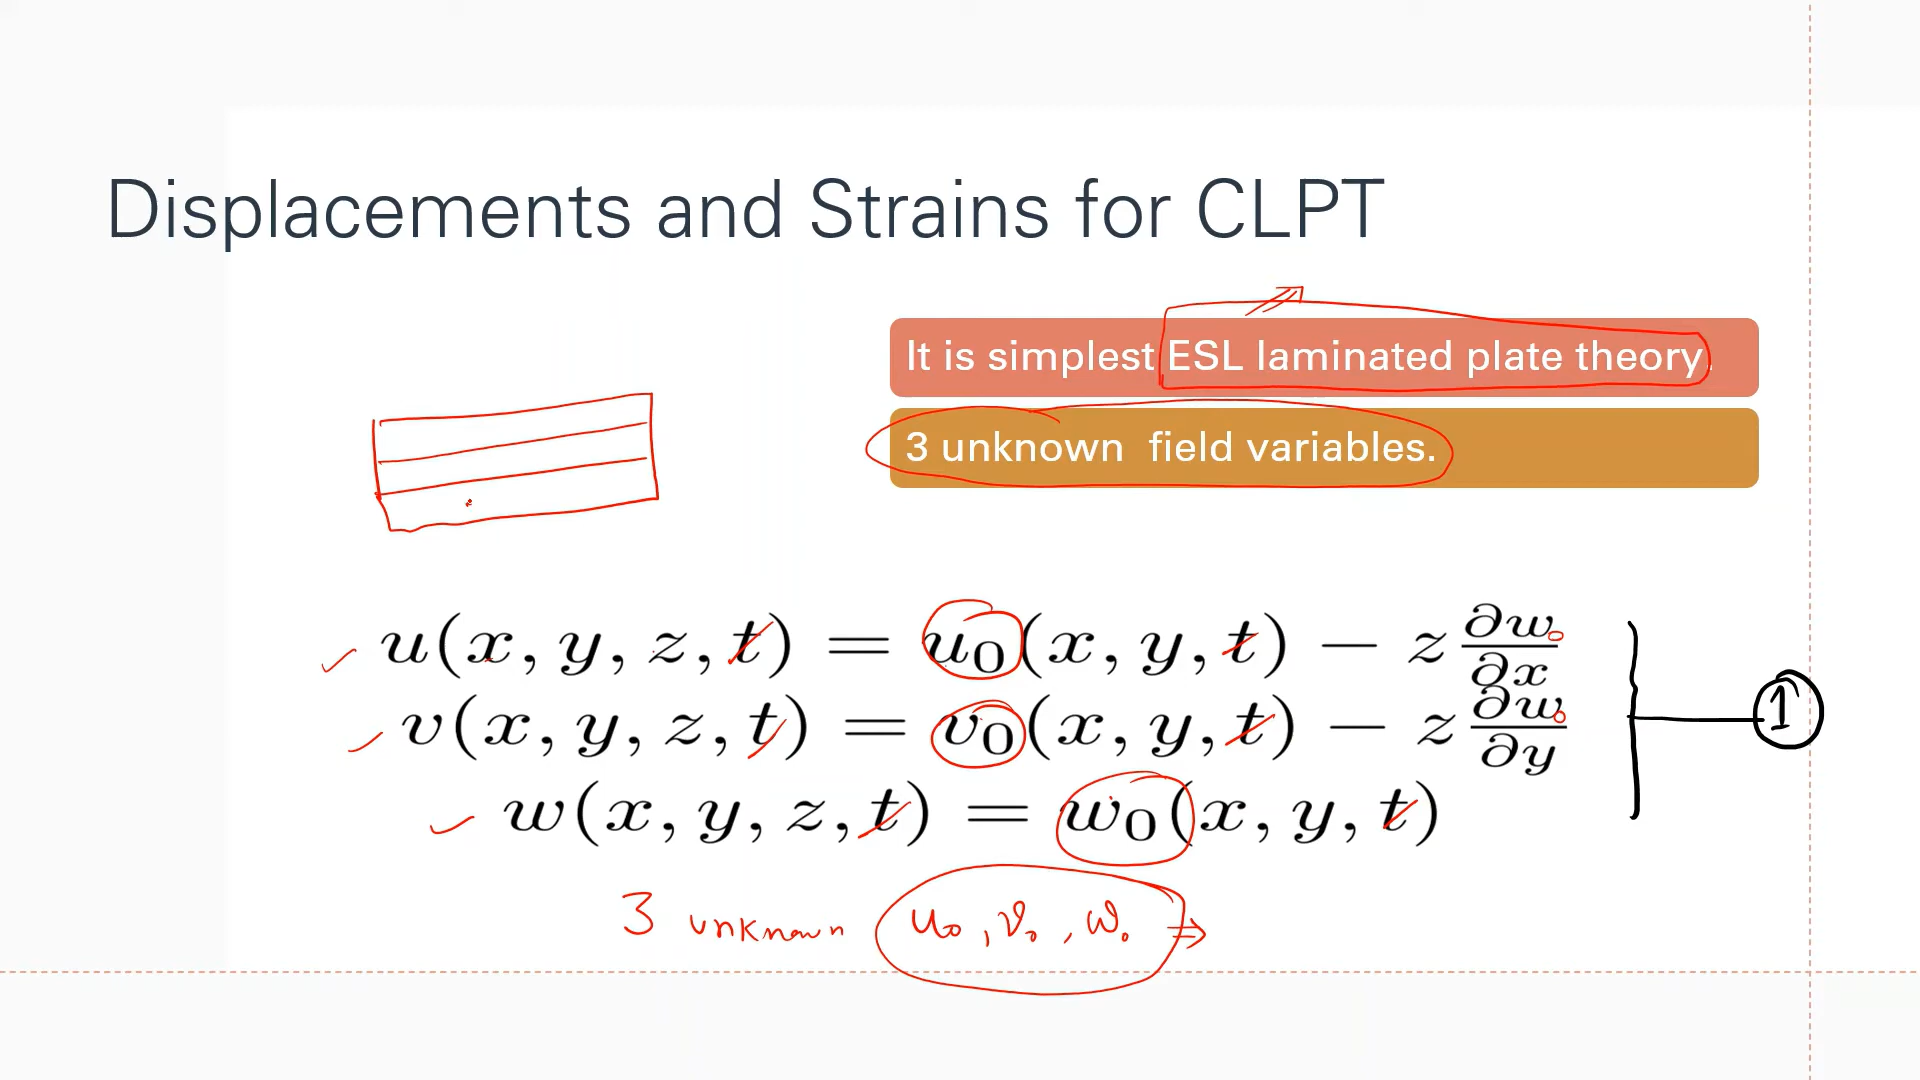 Displacements and Strains for CLPT
It is simplest ESL laminated plate theory.
3 unknown field variables.
u(x, y, z, t) = u₀(x, y, t) − z ∂w₀/∂x
v(x, y, z, t) = v₀(x, y, t) − z ∂w₀/∂y
w(x, y, z, t) = w₀(x, y, t)
1
3 unknown u₀, v₀, w₀ ⇒